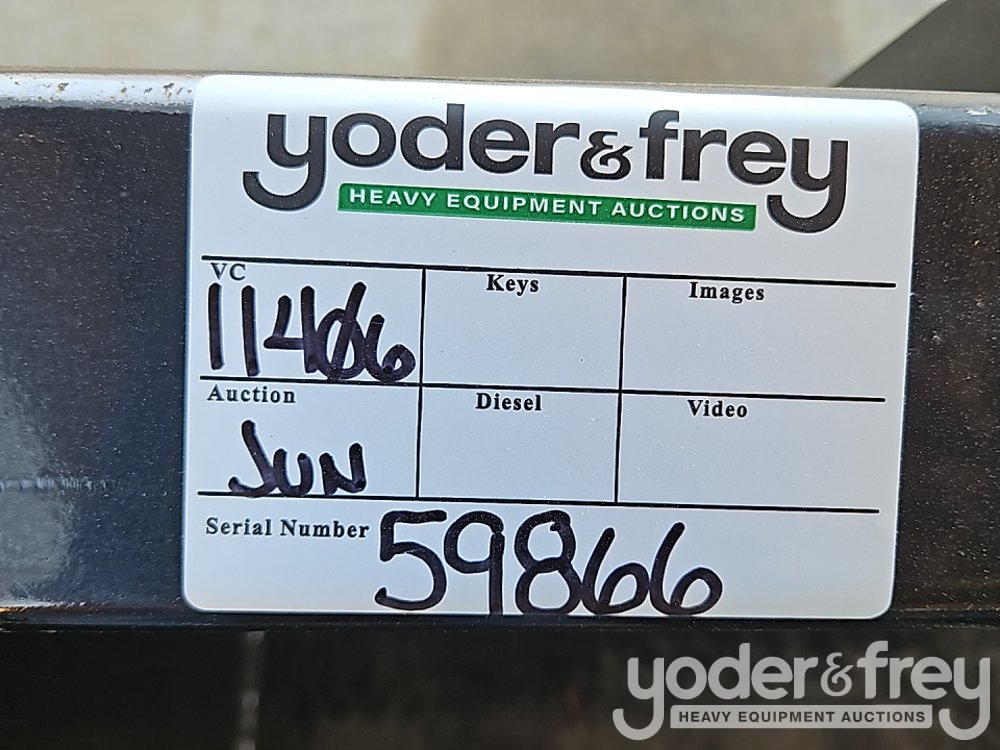 yoder&frey
HEAVY EQUIPMENT AUCTIONS
VC Keys Images
11406
Auction Diesel Video
JUN
Serial Number 59866
yoder&frey
HEAVY EQUIPMENT AUCTIONS